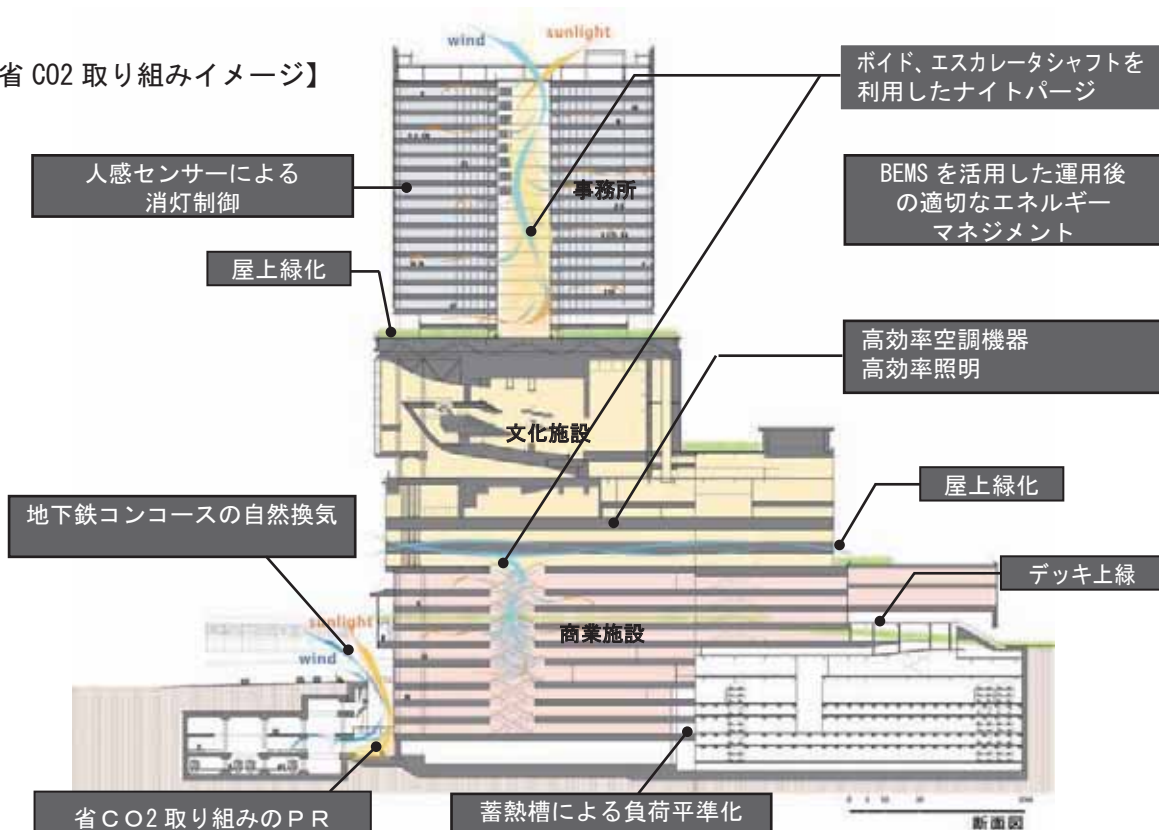 省 CO2 取り組みイメージ】
wind
sunlight
ボイド、エスカレータシャフトを
利用したナイトパージ
人感センサーによる
消灯制御
事務所
BEMS を活用した運用後
の適切なエネルギー
マネジメント
屋上緑化
高効率空調機器
高効率照明
文化施設
屋上緑化
地下鉄コンコースの自然換気
デッキ上緑
sunlight
wind
商業施設
省ＣＯ2 取り組みのＰＲ
蓄熱槽による負荷平準化
断面図